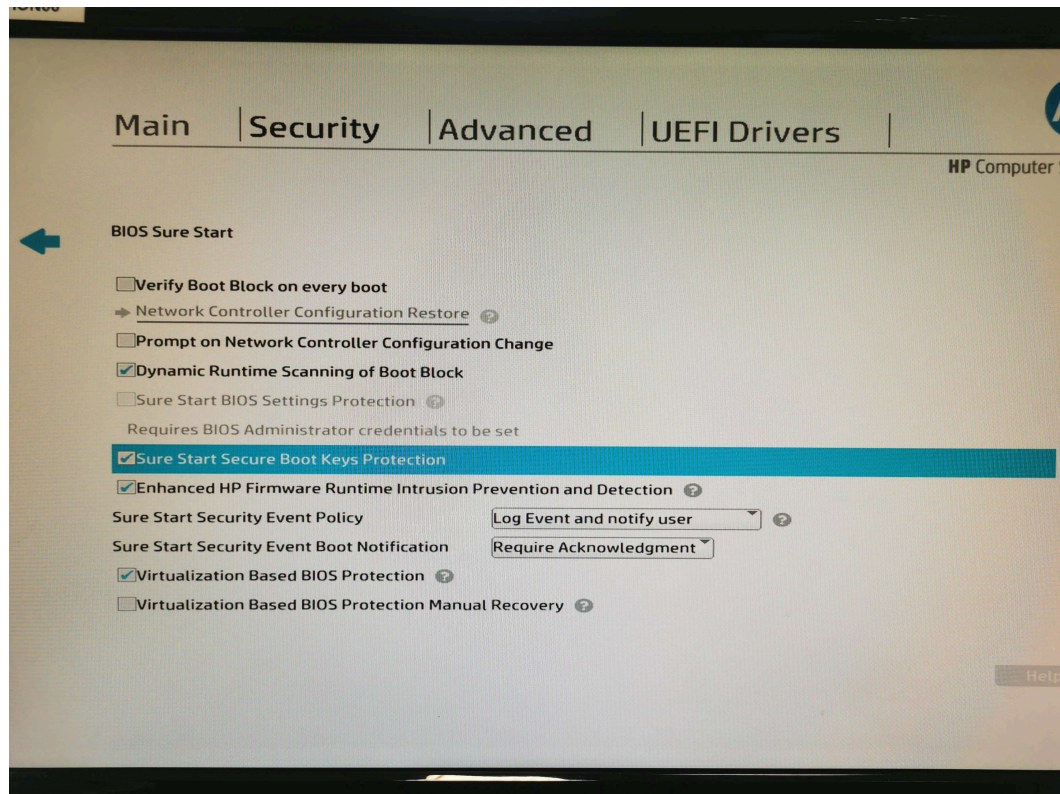 Main Security Advanced UEFI Drivers
HP Computer
BIOS Sure Start
Verify Boot Block on every boot
Network Controller Configuration Restore ?
Prompt on Network Controller Configuration Change
Dynamic Runtime Scanning of Boot Block
Sure Start BIOS Settings Protection ?
Requires BIOS Administrator credentials to be set
Sure Start Secure Boot Keys Protection
Enhanced HP Firmware Runtime Intrusion Prevention and Detection ?
Sure Start Security Event Policy Log Event and notify user ?
Sure Start Security Event Boot Notification Require Acknowledgment
Virtualization Based BIOS Protection ?
Virtualization Based BIOS Protection Manual Recovery ?
Help